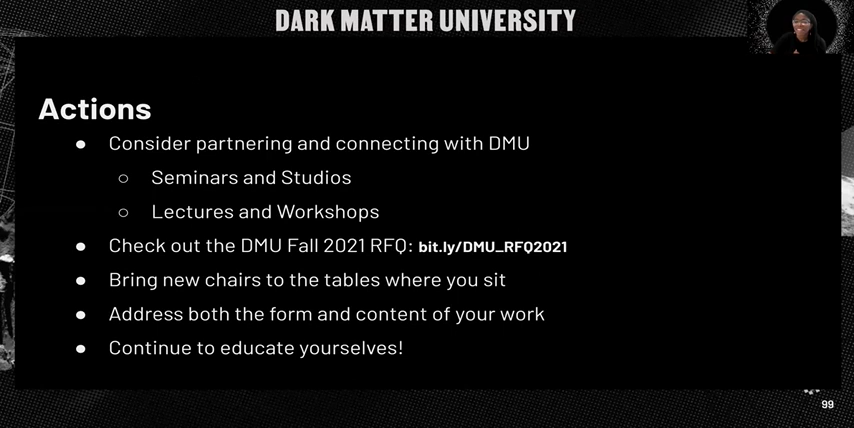 DARK MATTER UNIVERSITY
Actions
● Consider partnering and connecting with DMU
○ Seminars and Studios
○ Lectures and Workshops
● Check out the DMU Fall 2021 RFQ: bit.ly/DMU_RFQ2021
● Bring new chairs to the tables where you sit
● Address both the form and content of your work
● Continue to educate yourselves!
99